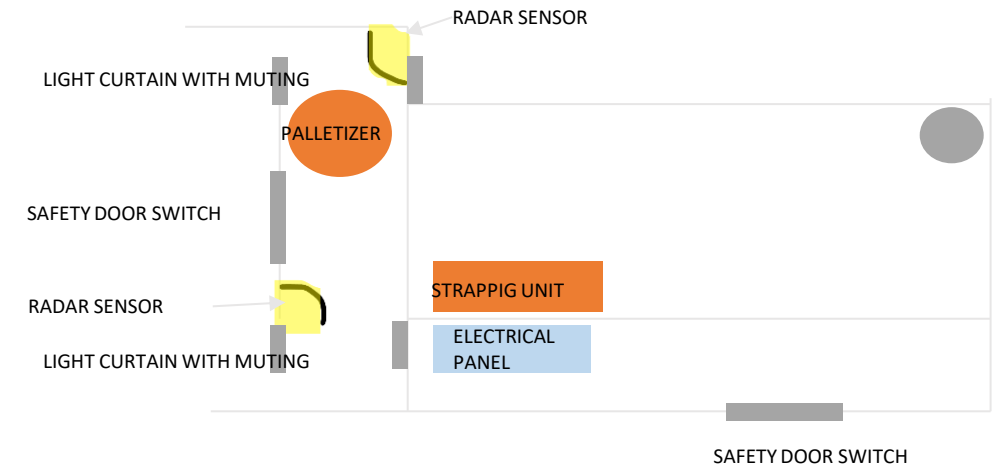 RADAR SENSOR
LIGHT CURTAIN WITH MUTING
PALLETIZER
SAFETY DOOR SWITCH
STRAPPIG UNIT
RADAR SENSOR
ELECTRICAL
PANEL
LIGHT CURTAIN WITH MUTING
SAFETY DOOR SWITCH